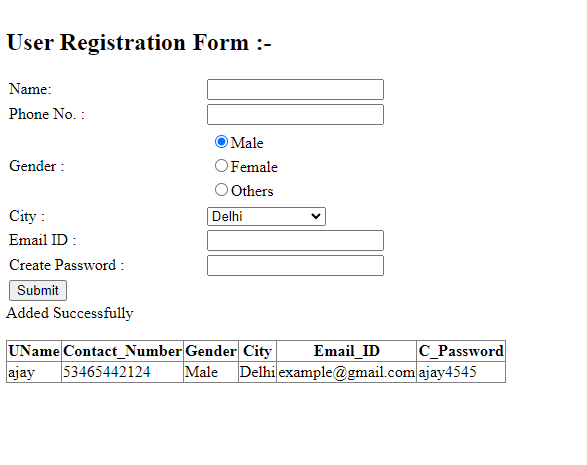 User Registration Form :-
Name:
Phone No. :
Male
Gender :
Female
Others
City :
Delhi
Email ID :
Create Password :
Submit
Added Successfully
UName Contact_Number Gender City Email_ID C_Password
ajay 53465442124 Male Delhi example@gmail.com ajay4545